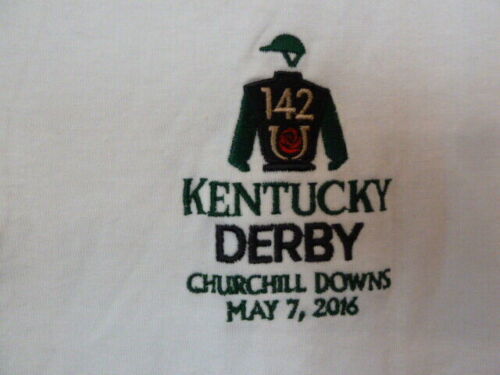 142
KENTUCKY
DERBY
CHURCHILL DOWNS
MAY 7, 2016